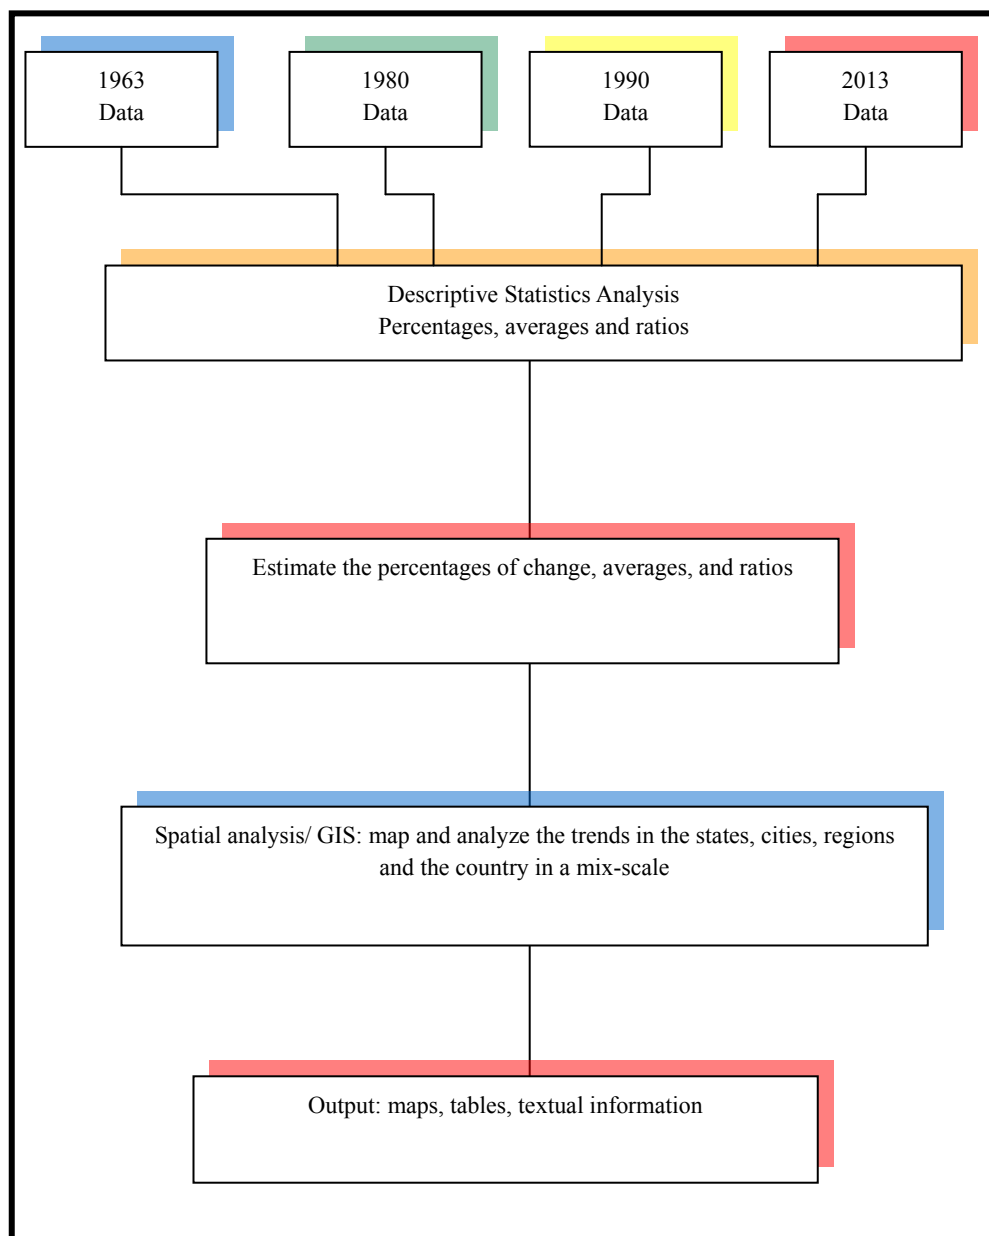 1963
Data
1980
Data
1990
Data
2013
Data
Descriptive Statistics Analysis
Percentages, averages and ratios
Estimate the percentages of change, averages, and ratios
Spatial analysis/ GIS: map and analyze the trends in the states, cities, regions
and the country in a mix-scale
Output: maps, tables, textual information